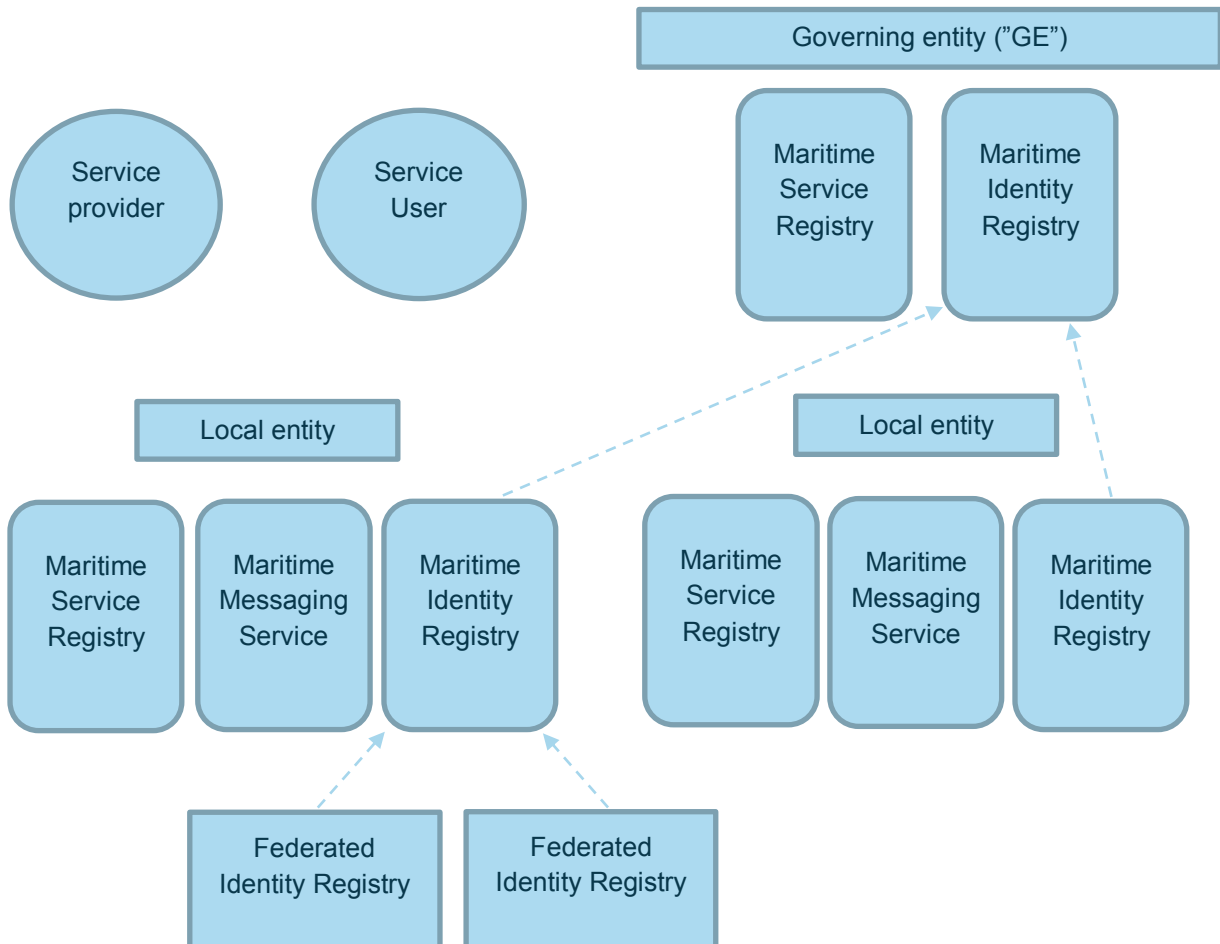 Governing entity (”GE”)
Service
provider
Service
User
Maritime
Service
Registry
Maritime
Identity
Registry
Local entity
Local entity
Maritime
Service
Registry
Maritime
Messaging
Service
Maritime
Identity
Registry
Maritime
Service
Registry
Maritime
Messaging
Service
Maritime
Identity
Registry
Federated
Identity Registry
Federated
Identity Registry